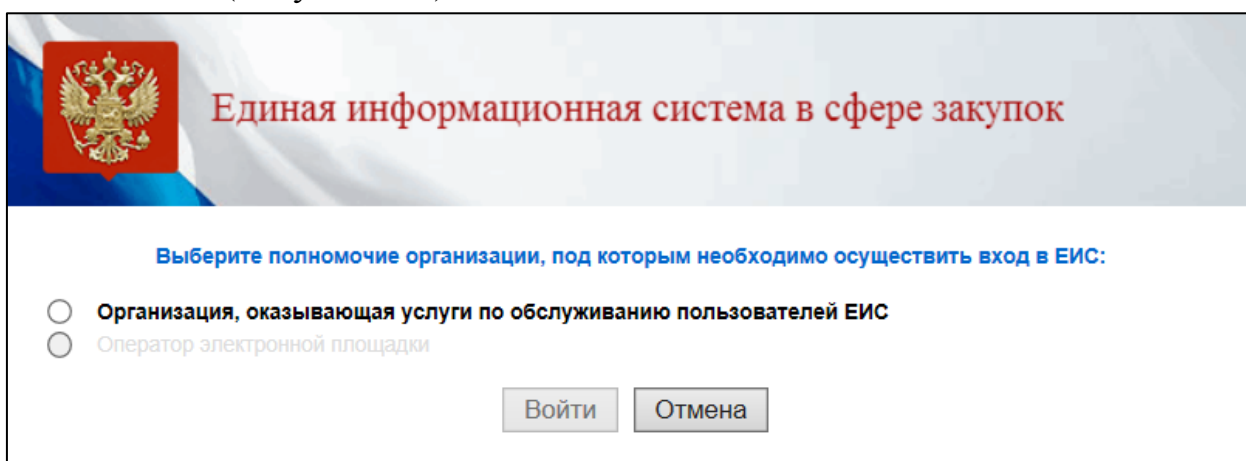 Единая информационная система в сфере закупок
Выберите полномочие организации, под которым необходимо осуществить вход в ЕИС:
Организация, оказывающая услуги по обслуживанию пользователей ЕИС
Оператор электронной площадки
Войти Отмена